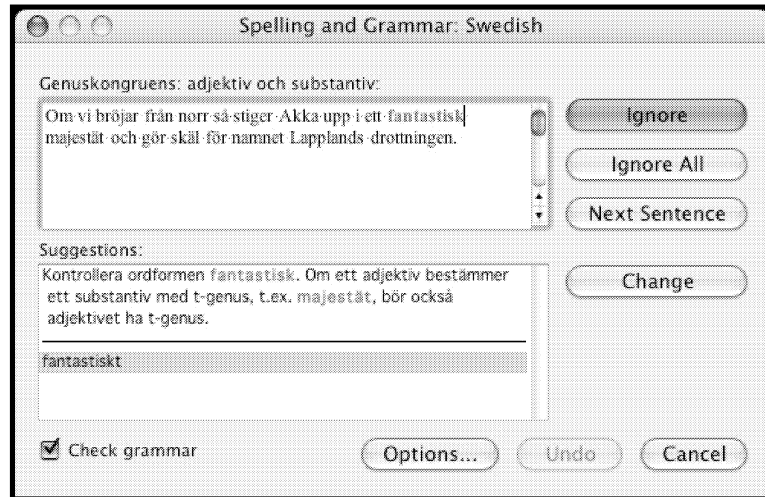 Spelling and Grammar: Swedish
Genuskongruens: adjektiv och substantiv:
Om vi bröjar från norr så stiger Akka upp i ett fantastisk
majestät och gör skäl för namnet Lapplands drottningen.
Ignore
Ignore All
Next Sentence
Suggestions:
Kontrollera ordformen fantastisk. Om ett adjektiv bestämmer
ett substantiv med t-genus, t.ex. majestät, bör också
adjektivet ha t-genus.
Change
fantastiskt
Check grammar
Options...
Undo
Cancel